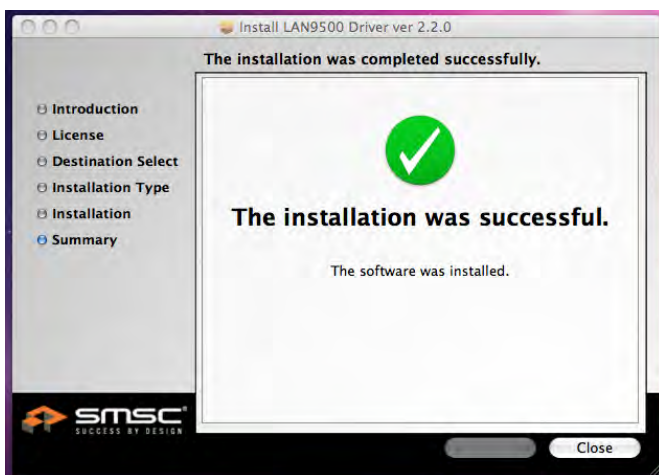 Install LAN9500 Driver ver 2.2.0
The installation was completed successfully.
Introduction
License
Destination Select
Installation Type
Installation
Summary
The installation was successful.
The software was installed.
smsc
SUCCESS BY DESIGN
Close